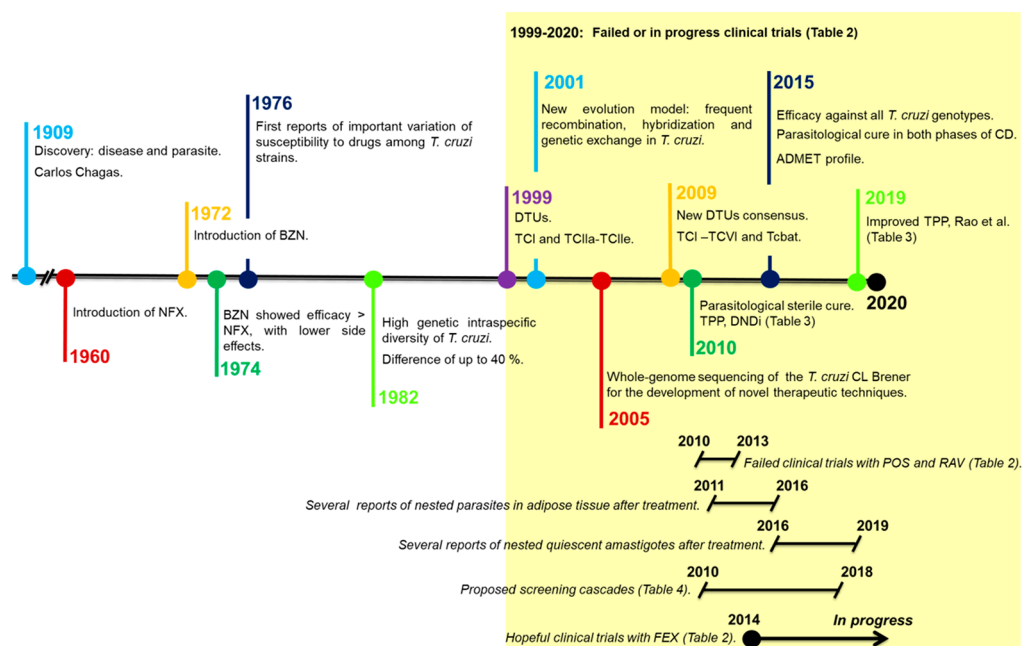 1999-2020: Failed or in progress clinical trials (Table 2)
1909
Discovery: disease and parasite.
Carlos Chagas.
1960
Introduction of NFX.
1972
Introduction of BZN.
1974
BZN showed efficacy >
NFX, with lower side
effects.
1976
First reports of important variation of
susceptibility to drugs among T. cruzi
strains.
1982
High genetic intraspecific
diversity of T. cruzi.
Difference of up to 40 %.
1999
DTUs.
TCI and TCIIa-TCIIe.
2001
New evolution model: frequent
recombination, hybridization and
genetic exchange in T. cruzi.
2005
Whole-genome sequencing of the T. cruzi CL Brener
for the development of novel therapeutic techniques.
2009
New DTUs consensus.
TCI –TCVI and Tcbat.
2010
Parasitological sterile cure.
TPP, DNDi (Table 3)
2015
Efficacy against all T. cruzi genotypes.
Parasitological cure in both phases of CD.
ADMET profile.
2019
Improved TPP, Rao et al.
(Table 3)
2020
2010 2013
Failed clinical trials with POS and RAV (Table 2).
2011 2016
Several reports of nested parasites in adipose tissue after treatment.
2016 2019
Several reports of nested quiescent amastigotes after treatment.
2010 2018
Proposed screening cascades (Table 4).
2014 In progress
Hopeful clinical trials with FEX (Table 2).